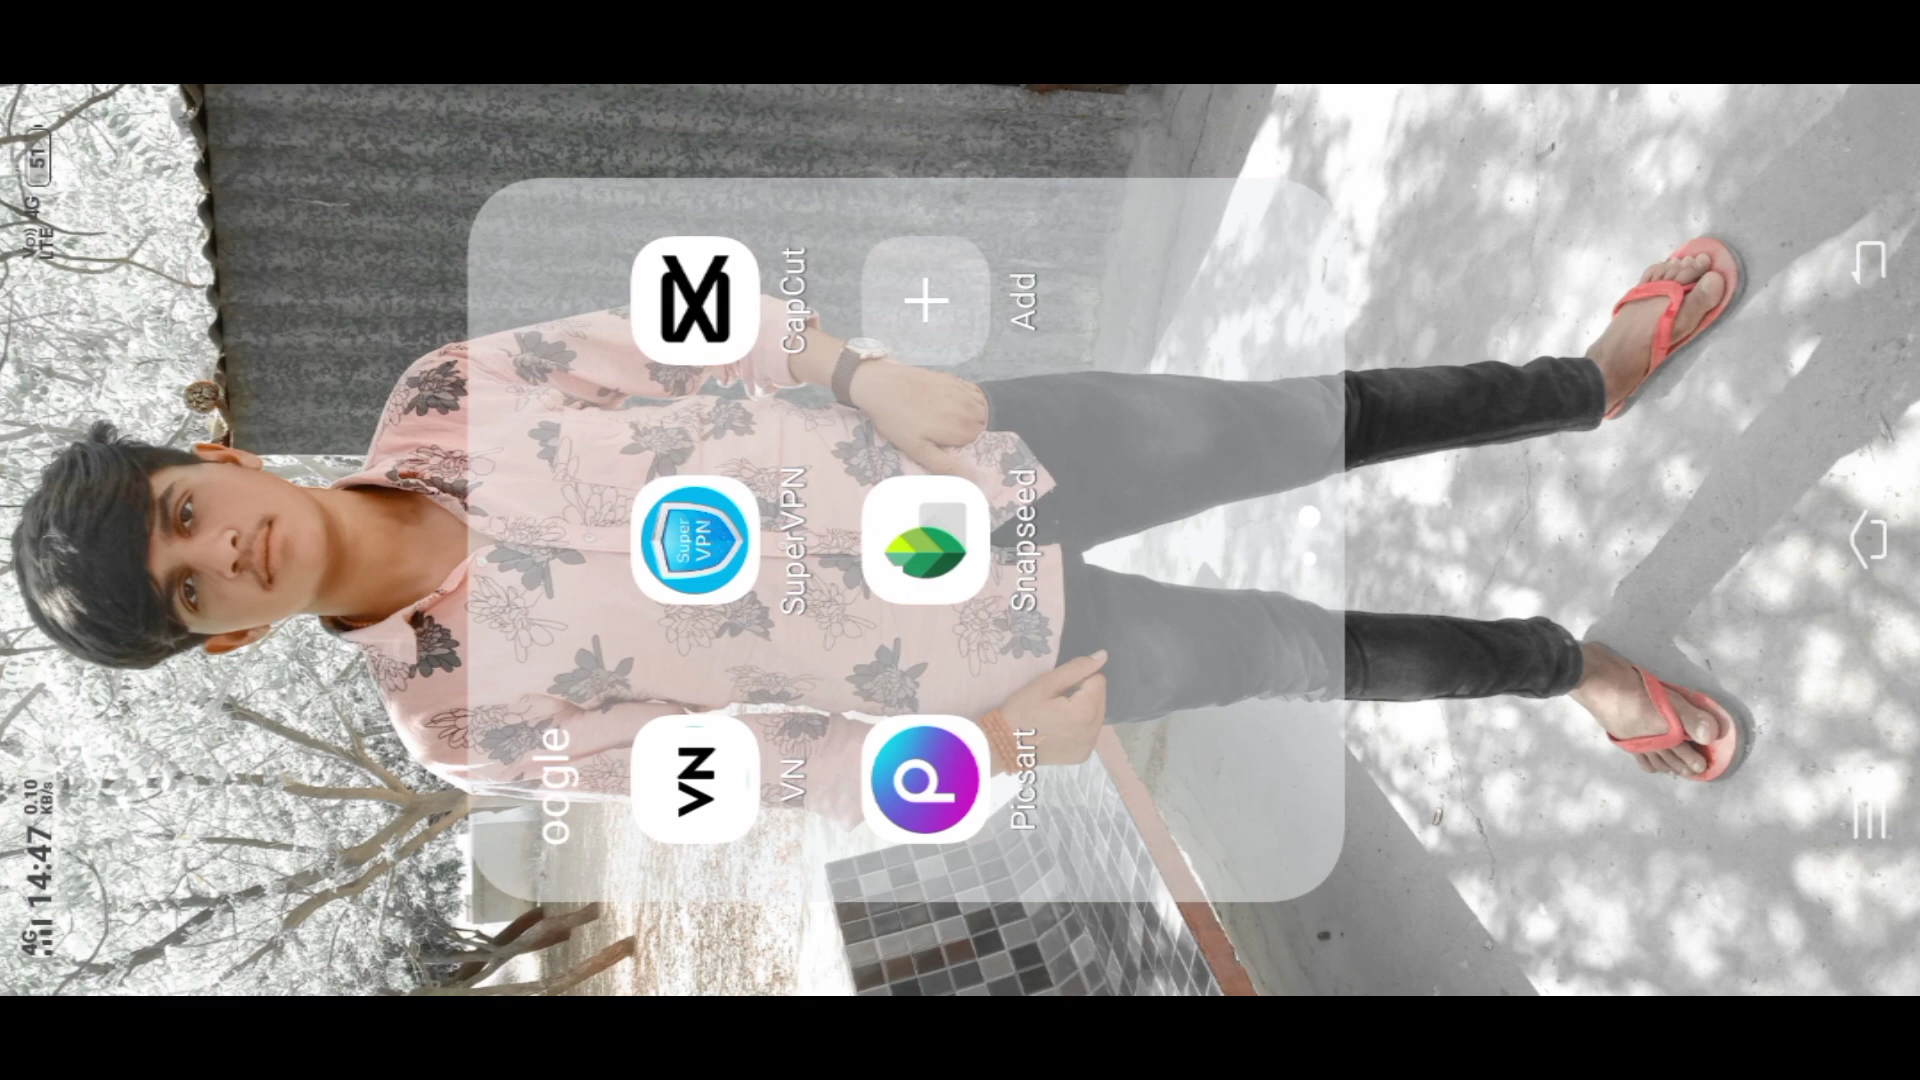 4G 14:47 0.10 KB/s VoLTE 4G 51
oogle
VN
Super VPN
VN SuperVPN CapCut
Picsart Snapseed Add